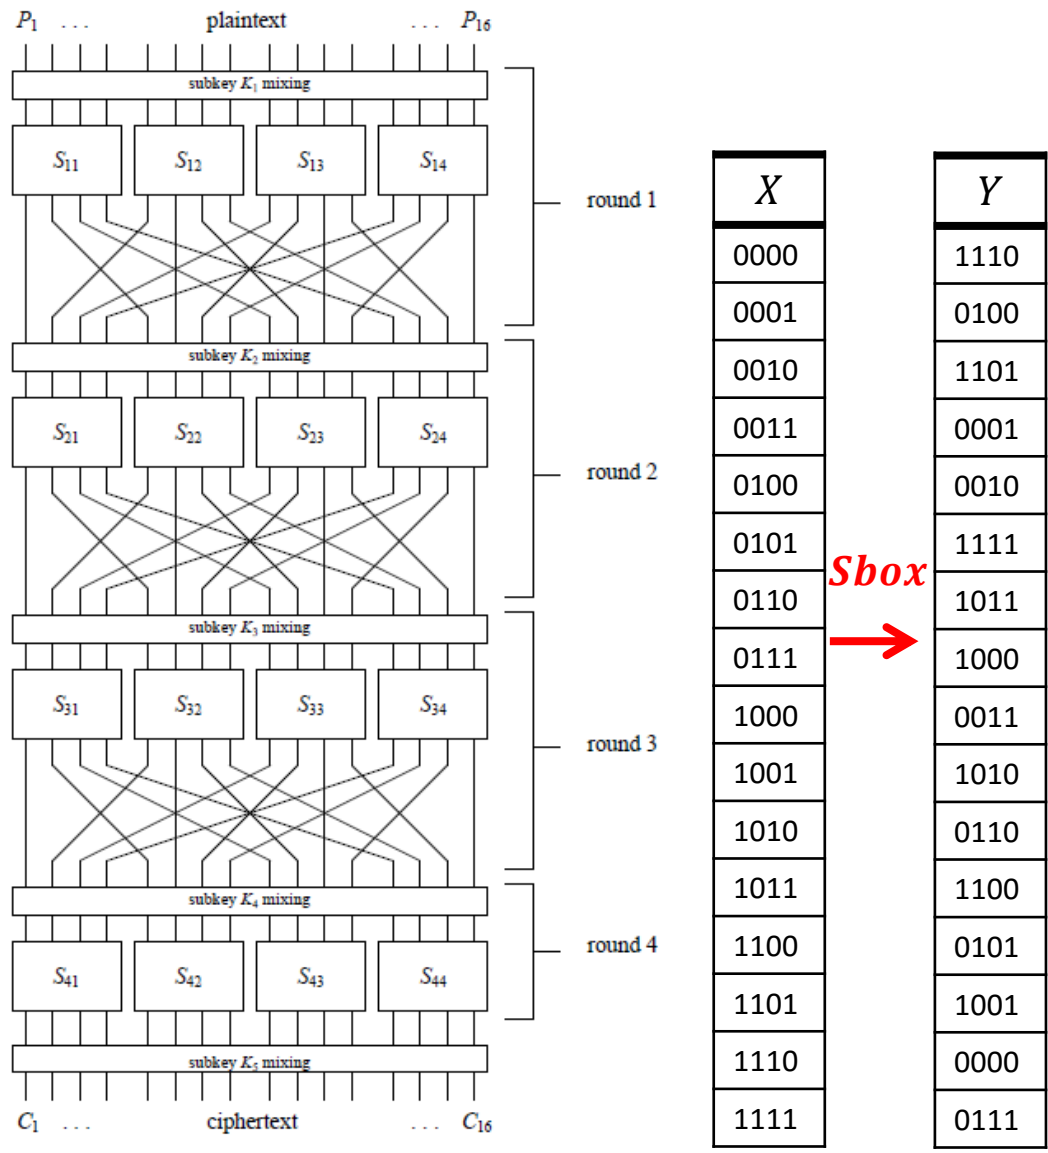 P1 ... plaintext ... P16
subkey K1 mixing
S11 S12 S13 S14
round 1
subkey K2 mixing
S21 S22 S23 S24
round 2
subkey K3 mixing
S31 S32 S33 S34
round 3
subkey K4 mixing
S41 S42 S43 S44
round 4
subkey K5 mixing
C1 ... ciphertext ... C16
X Y
0000 1110
0001 0100
0010 1101
0011 0001
0100 0010
0101 1111
Sbox
0110 1011
0111 1000
1000 0011
1001 1010
1010 0110
1011 1100
1100 0101
1101 1001
1110 0000
1111 0111